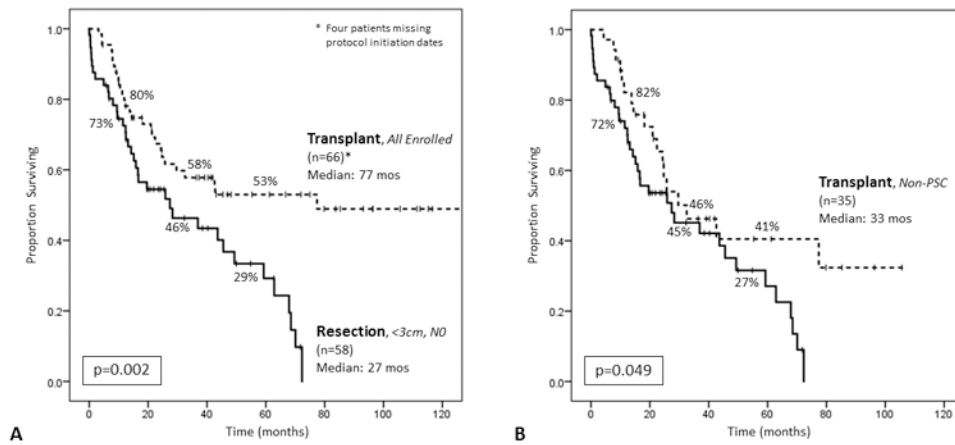 * Four patients missing
protocol initiation dates
1.0
0.8
0.6
0.4
0.2
0.0
Proportion Surviving
80%
73%
58%
53%
46%
29%
Transplant, All Enrolled
(n=66)*
Median: 77 mos
Resection, <3cm, N0
(n=58)
Median: 27 mos
p=0.002
0 20 40 60 80 100 120
Time (months)
A
1.0
0.8
0.6
0.4
0.2
0.0
Proportion Surviving
82%
72%
46%
45%
41%
27%
Transplant, Non-PSC
(n=35)
Median: 33 mos
p=0.049
0 20 40 60 80 100 120
Time (months)
B